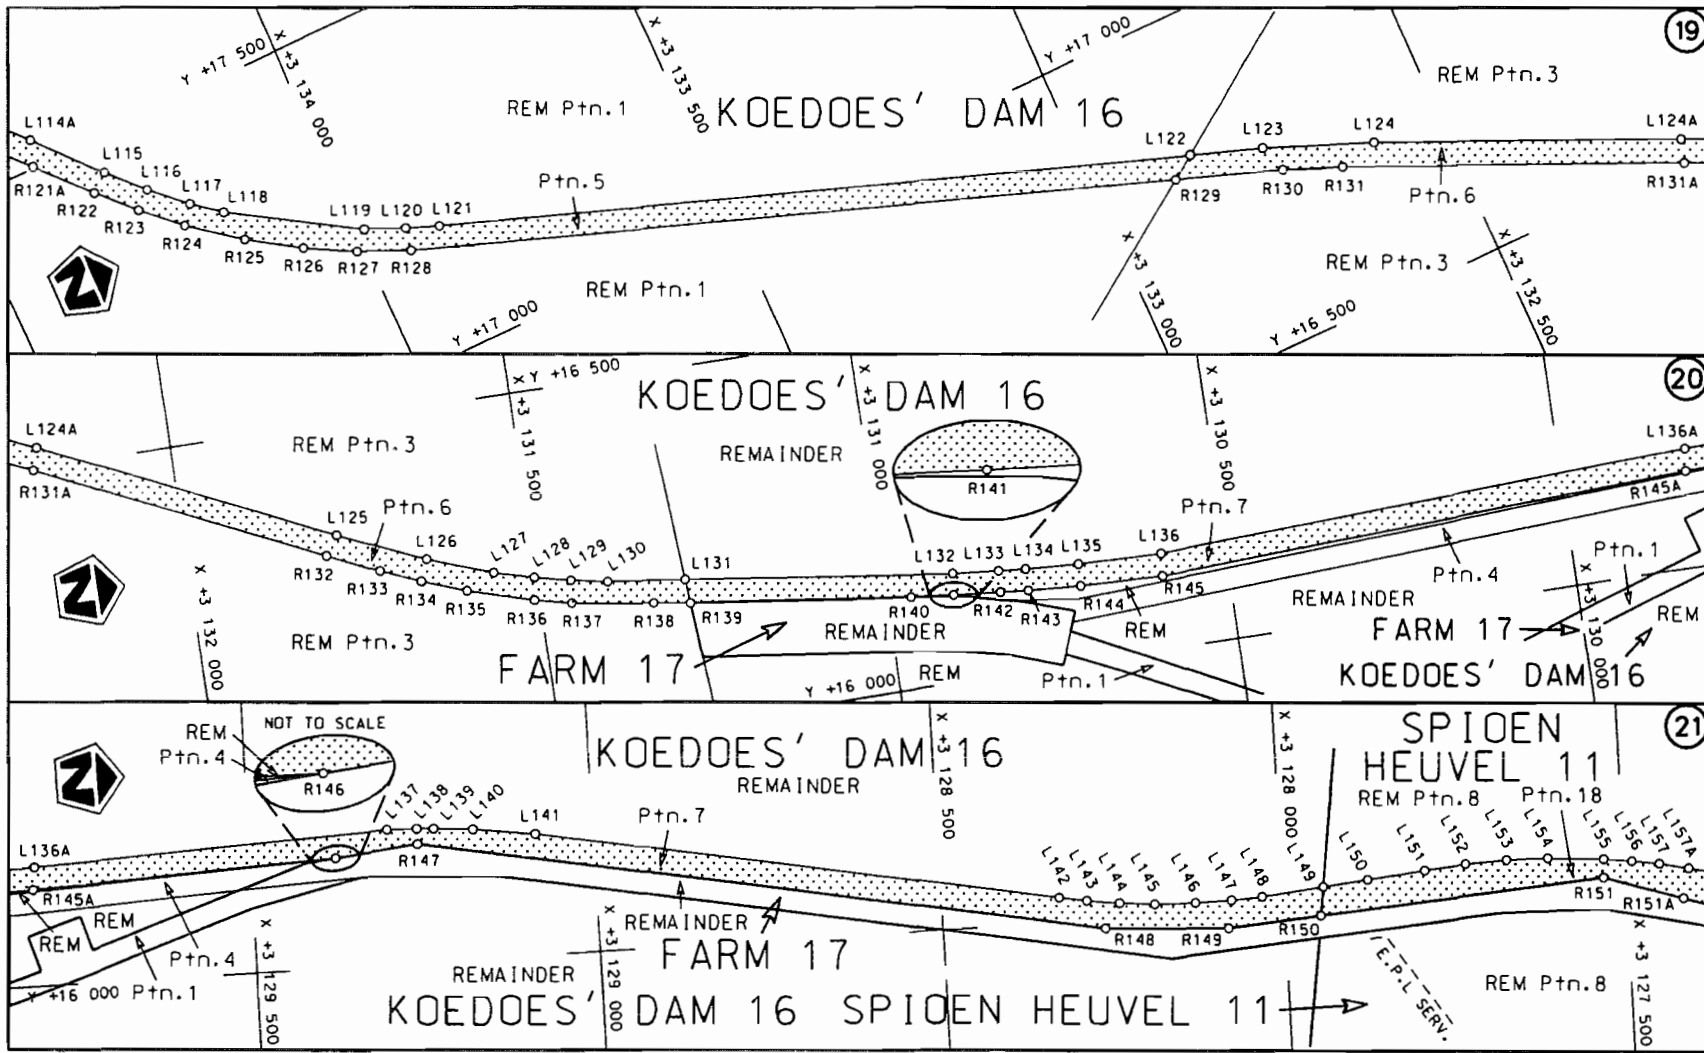 19
Y +17 500
X +3 134 000
X +3 133 500
Y +17 000
REM Ptn.1
KOEDOES' DAM 16
REM Ptn.3
L114A
L115
L116
L117
L118
L119
L120
L121
L122
L123
L124
L124A
Ptn.5
Ptn.6
R121A
R122
R123
R124
R125
R126
R127
R128
R129
R130
R131
R131A
REM Ptn.1
REM Ptn.3
Y +17 000
X +3 133 000
Y +16 500
X +3 132 500
N
20
X +3 131 500
Y +16 500
KOEDOES' DAM 16
X +3 131 000
X +3 130 500
L124A
REM Ptn.3
REMAINDER
R141
L136A
R131A
L125
Ptn.6
L126
L127
L128
L129
L130
L131
L132
L133
L134
L135
L136
Ptn.7
R145A
R132
R133
R134
R135
R136
R137
R138
R139
R140
R142
R143
R144
R145
Ptn.4
Ptn.1
N
X +3 132 000
REM Ptn.3
FARM 17
REMAINDER
REM
REM
Y +16 000
Ptn.1
REMAINDER
FARM 17
X +3 130 000
REM
KOEDOES' DAM 16
21
REM
NOT TO SCALE
Ptn.4
R146
KOEDOES' DAM 16
REMAINDER
X +3 128 500
X +3 128 000
SPIOEN
HEUVEL 11
REM Ptn.8
Ptn.18
N
L136A
L137
L138
L139
L140
L141
Ptn.7
L142
L143
L144
L145
L146
L147
L148
L149
L150
L151
L152
L153
L154
L155
L156
L157
L157A
R145A
R147
R148
R149
R150
R151
R151A
REM
REM
Ptn.4
Y +16 000
Ptn.1
X +3 129 500
REMAINDER
X +3 129 000
REMAINDER
FARM 17
KOEDOES' DAM 16
SPIOEN HEUVEL 11
E.P.L SERV.
REM Ptn.8
X +3 127 500